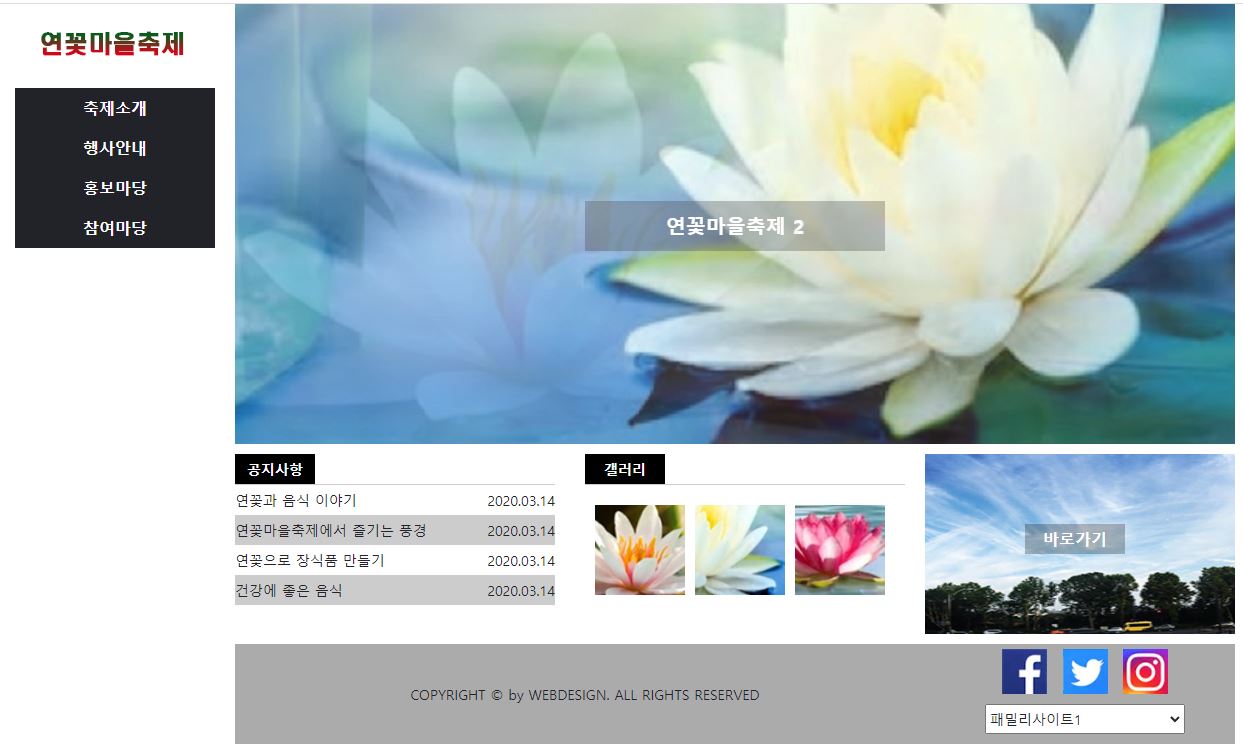 연꽃마을축제
축제소개
행사안내
홍보마당
참여마당
연꽃마을축제 2
공지사항
연꽃과 음식 이야기 2020.03.14
연꽃마을축제에서 즐기는 풍경 2020.03.14
연꽃으로 장식품 만들기 2020.03.14
건강에 좋은 음식 2020.03.14
갤러리
바로가기
COPYRIGHT © by WEBDESIGN. ALL RIGHTS RESERVED
패밀리사이트1